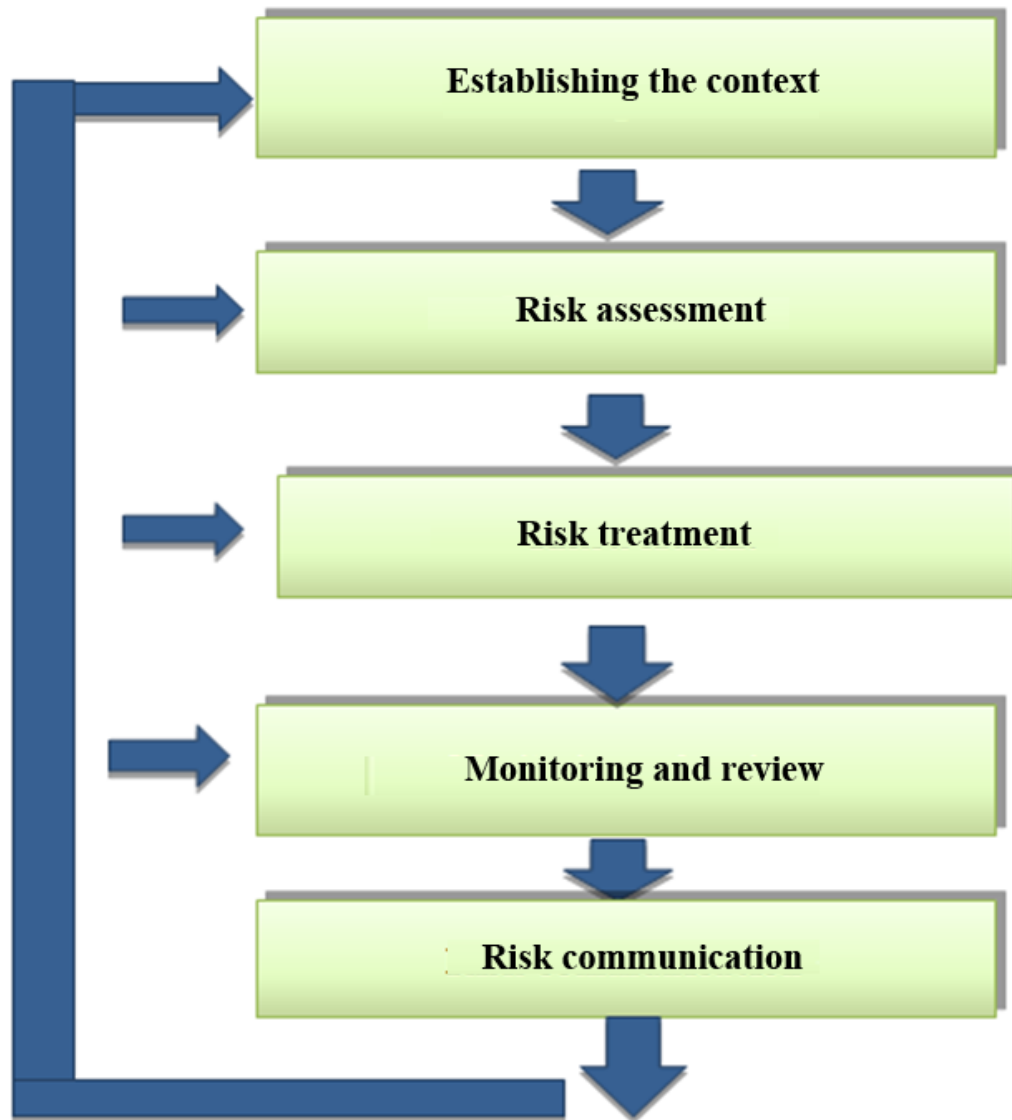 Establishing the context
Risk assessment
Risk treatment
Monitoring and review
Risk communication